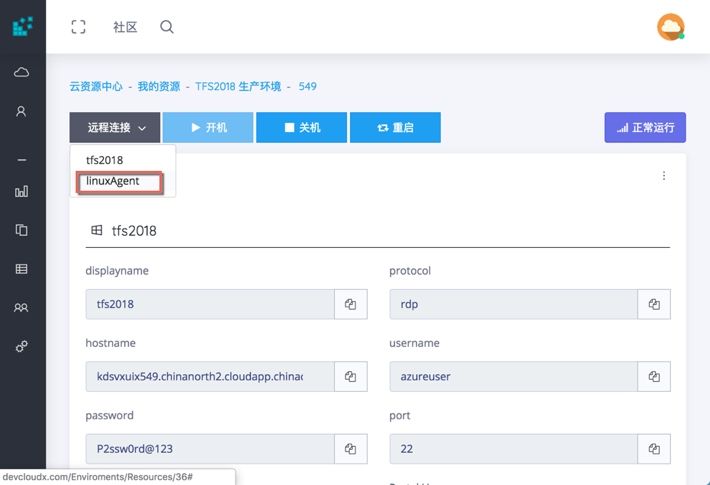 社区
云资源中心 - 我的资源 - TFS2018 生产环境 - 549
远程连接 开机 关机 重启 正常运行
tfs2018
linuxAgent
tfs2018
displayname protocol
tfs2018 rdp
hostname username
kdsvxuix549.chinanorth2.cloudapp.chinac azureuser
password port
P2ssw0rd@123 22
devcloudx.com/Enviroments/Resources/36#